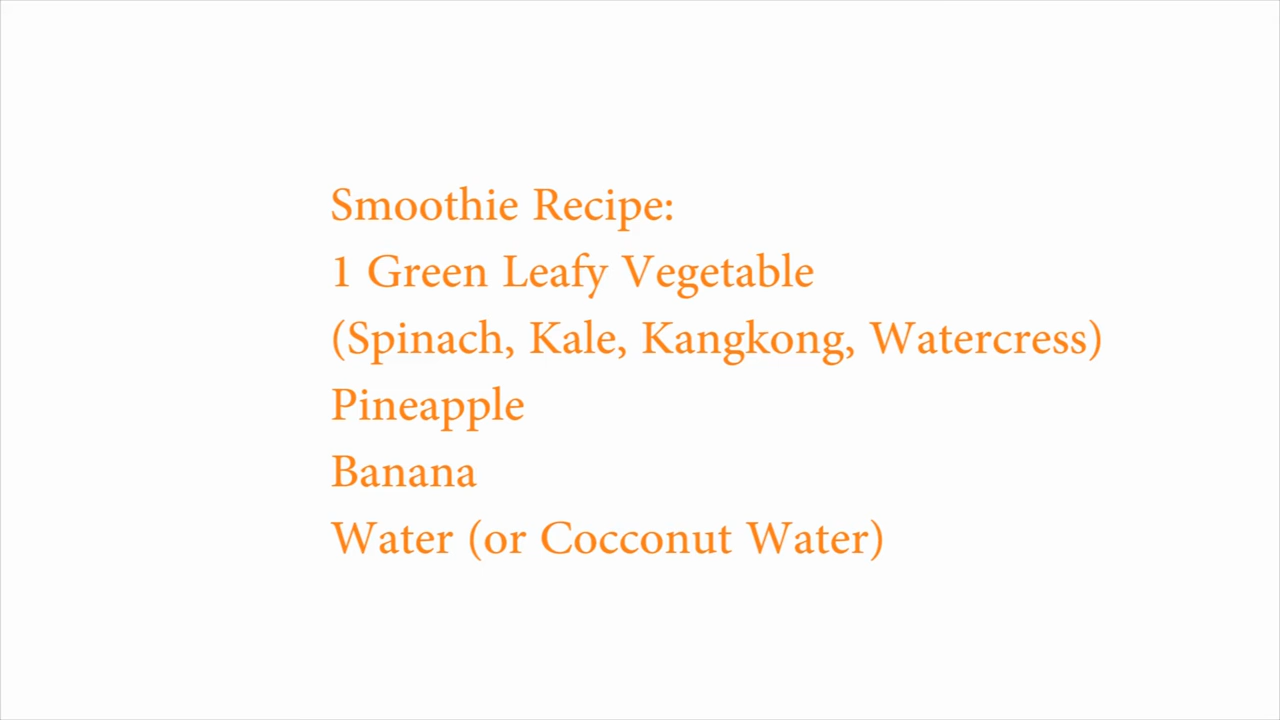 Smoothie Recipe:
1 Green Leafy Vegetable
(Spinach, Kale, Kangkong, Watercress)
Pineapple
Banana
Water (or Cocconut Water)